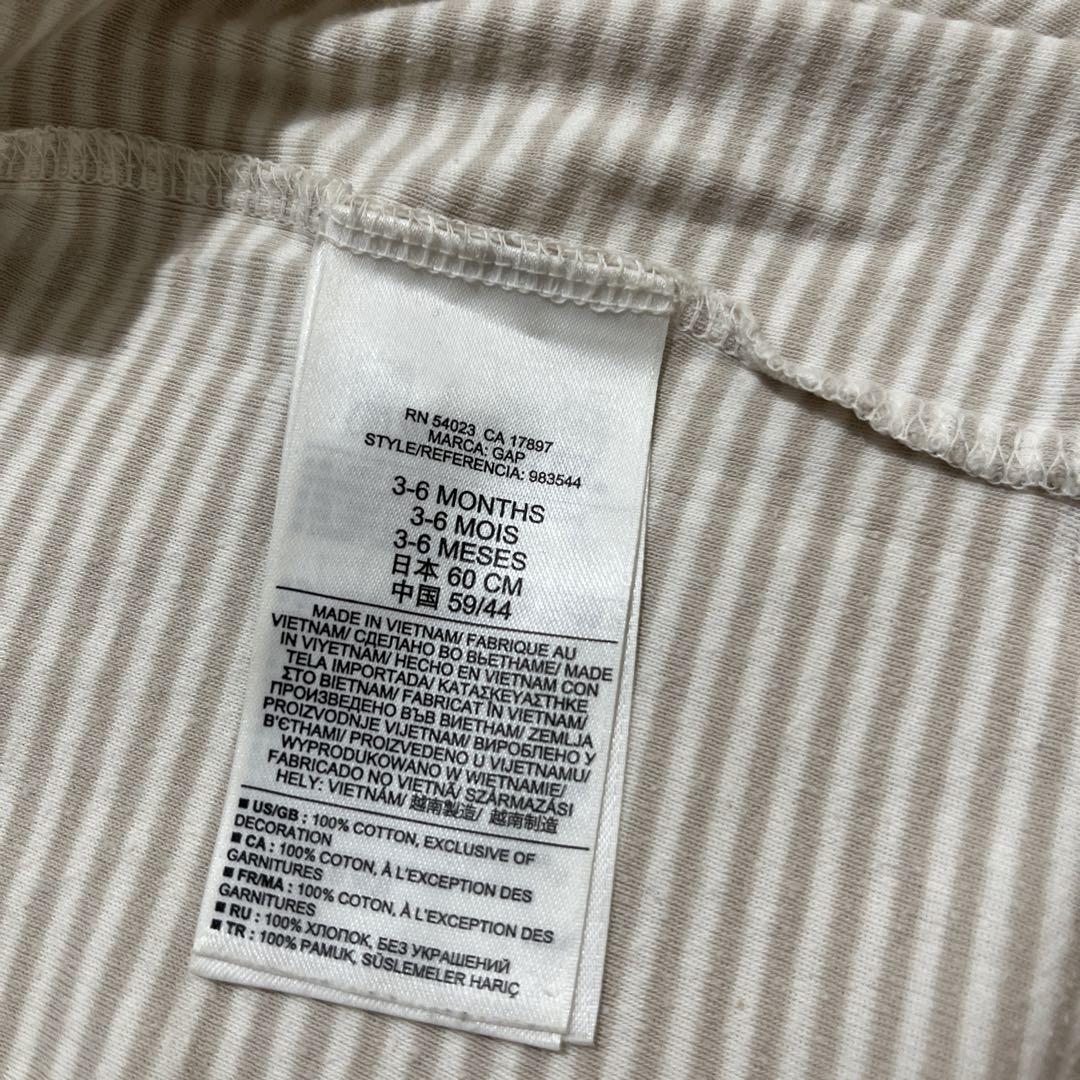 RN 54023 CA 17897
MARCA: GAP
STYLE/REFERENCIA: 983544
3-6 MONTHS
3-6 MOIS
3-6 MESES
日本 60 CM
中国 59/44
MADE IN VIETNAM/ FABRIQUE AU
VIETNAM/ СДЕЛАНО ВО ВЬЕТНАМЕ/ MADE
IN VIYETNAM/ HECHO EN VIETNAM CON
TELA IMPORTADA/ ΚΑΤΑΣΚΕΥΑΣΤΗΚΕ
ΣΤΟ ΒΙΕΤΝΑΜ/ FABRICAT ÎN VIETNAM/
ПРОИЗВЕДЕНО ВЪВ ВИЕТНАМ/ ZEMLJA
PROIZVODNJE VIJETNAM/ ВИРОБЛЕНО У
В'ЄТНАМІ/ PROIZVEDENO U VIJETNAMU/
WYPRODUKOWANO W WIETNAMIE/
FABRICADO NO VIETNÃ/ SZÁRMAZÁSI
HELY: VIETNÁM/ 越南製造/ 越南制造
■ US/GB : 100% COTTON, EXCLUSIVE OF
DECORATION
■ CA : 100% COTON, À L'EXCEPTION DES
GARNITURES
■ FR/MA : 100% COTON, À L'EXCEPTION DES
GARNITURES
■ RU : 100% ХЛОПОК, БЕЗ УКРАШЕНИЙ
■ TR : 100% PAMUK, SÜSLEMELER HARIÇ